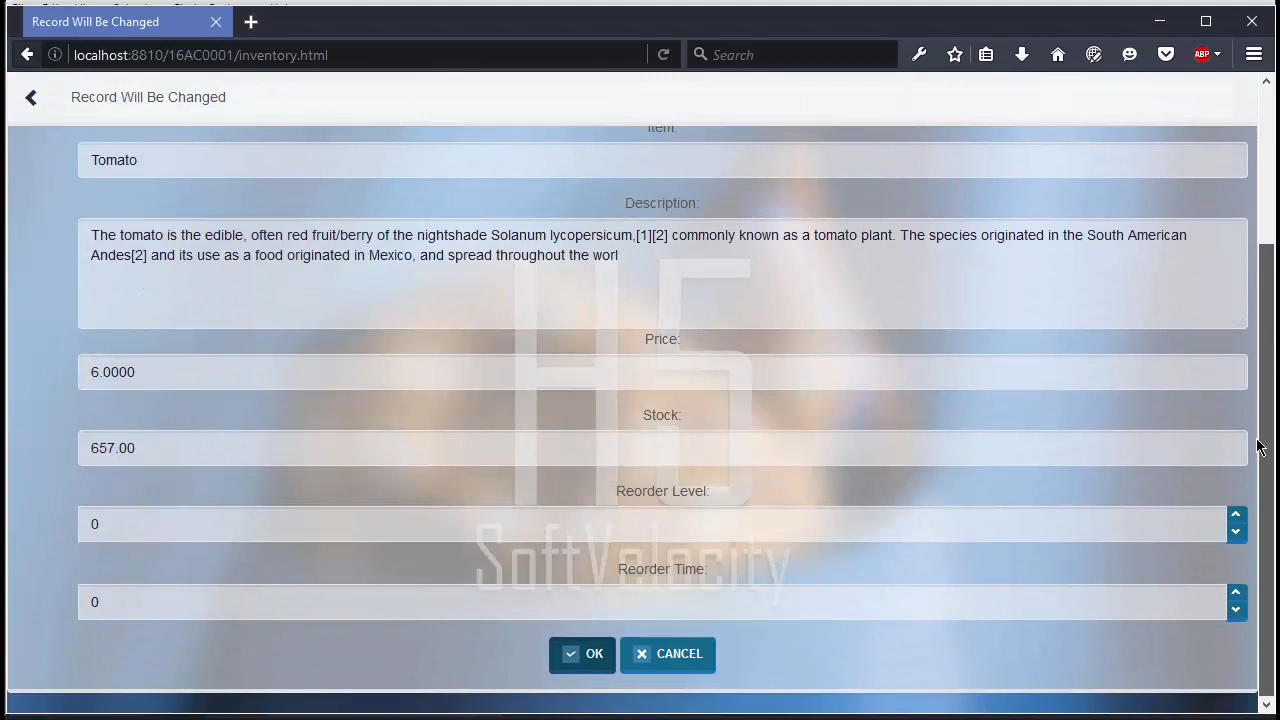 Record Will Be Changed
localhost:8810/16AC0001/inventory.html
Search
ABP
Record Will Be Changed
Item:
Tomato
Description:
The tomato is the edible, often red fruit/berry of the nightshade Solanum lycopersicum,[1][2] commonly known as a tomato plant. The species originated in the South American
Andes[2] and its use as a food originated in Mexico, and spread throughout the worl
Price:
6.0000
Stock:
657.00
Reorder Level:
0
Reorder Time:
0
H5
SoftVelocity
OK
CANCEL